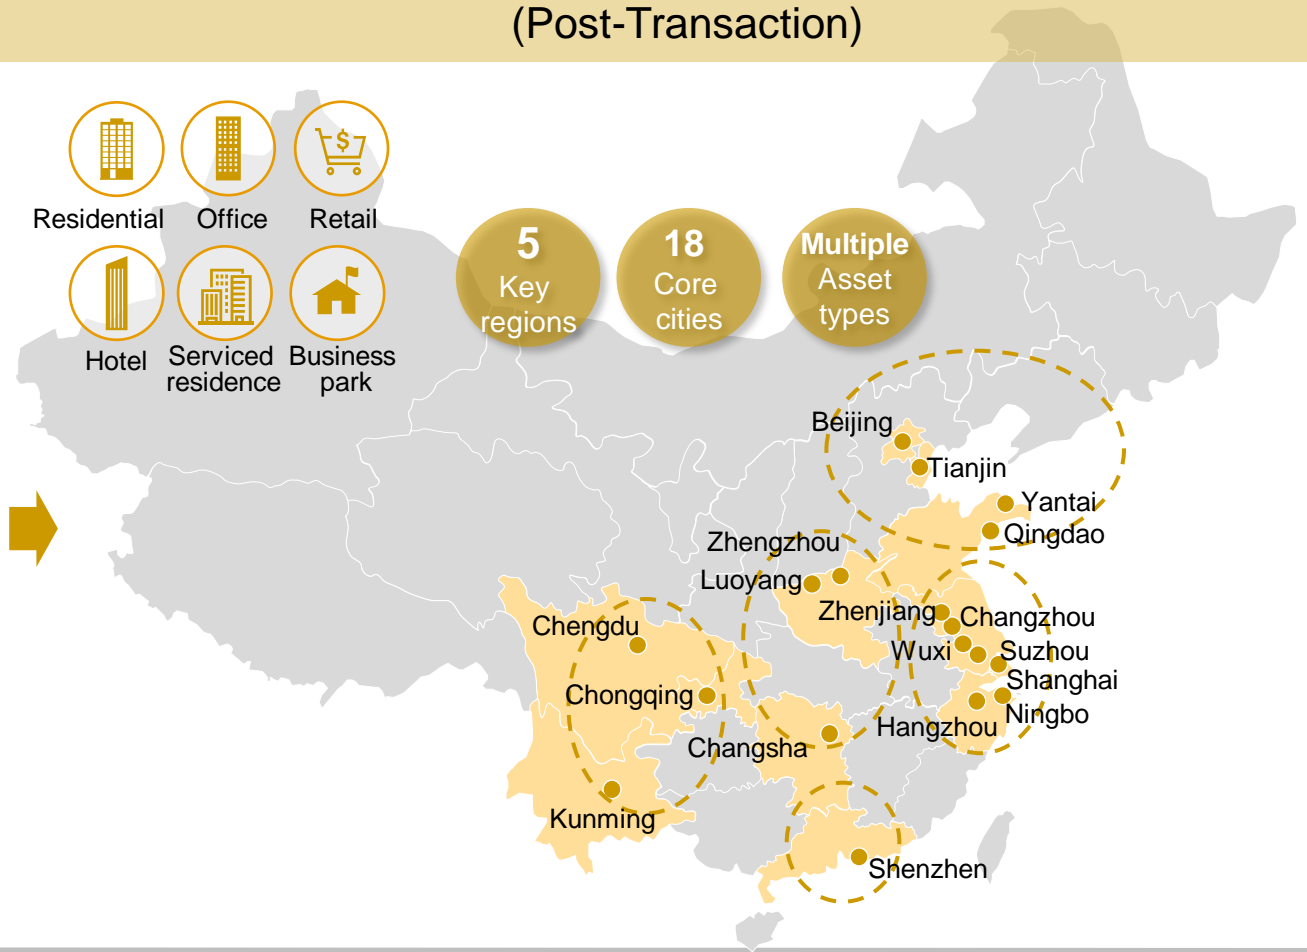 (Post-Transaction)
$
Residential
Office
Retail
Hotel
Serviced
residence
Business
park
5
Key
regions
18
Core
cities
Multiple
Asset
types
Beijing
Tianjin
Yantai
Qingdao
Zhengzhou
Luoyang
Zhenjiang
Changzhou
Wuxi
Suzhou
Shanghai
Ningbo
Hangzhou
Chengdu
Chongqing
Changsha
Kunming
Shenzhen